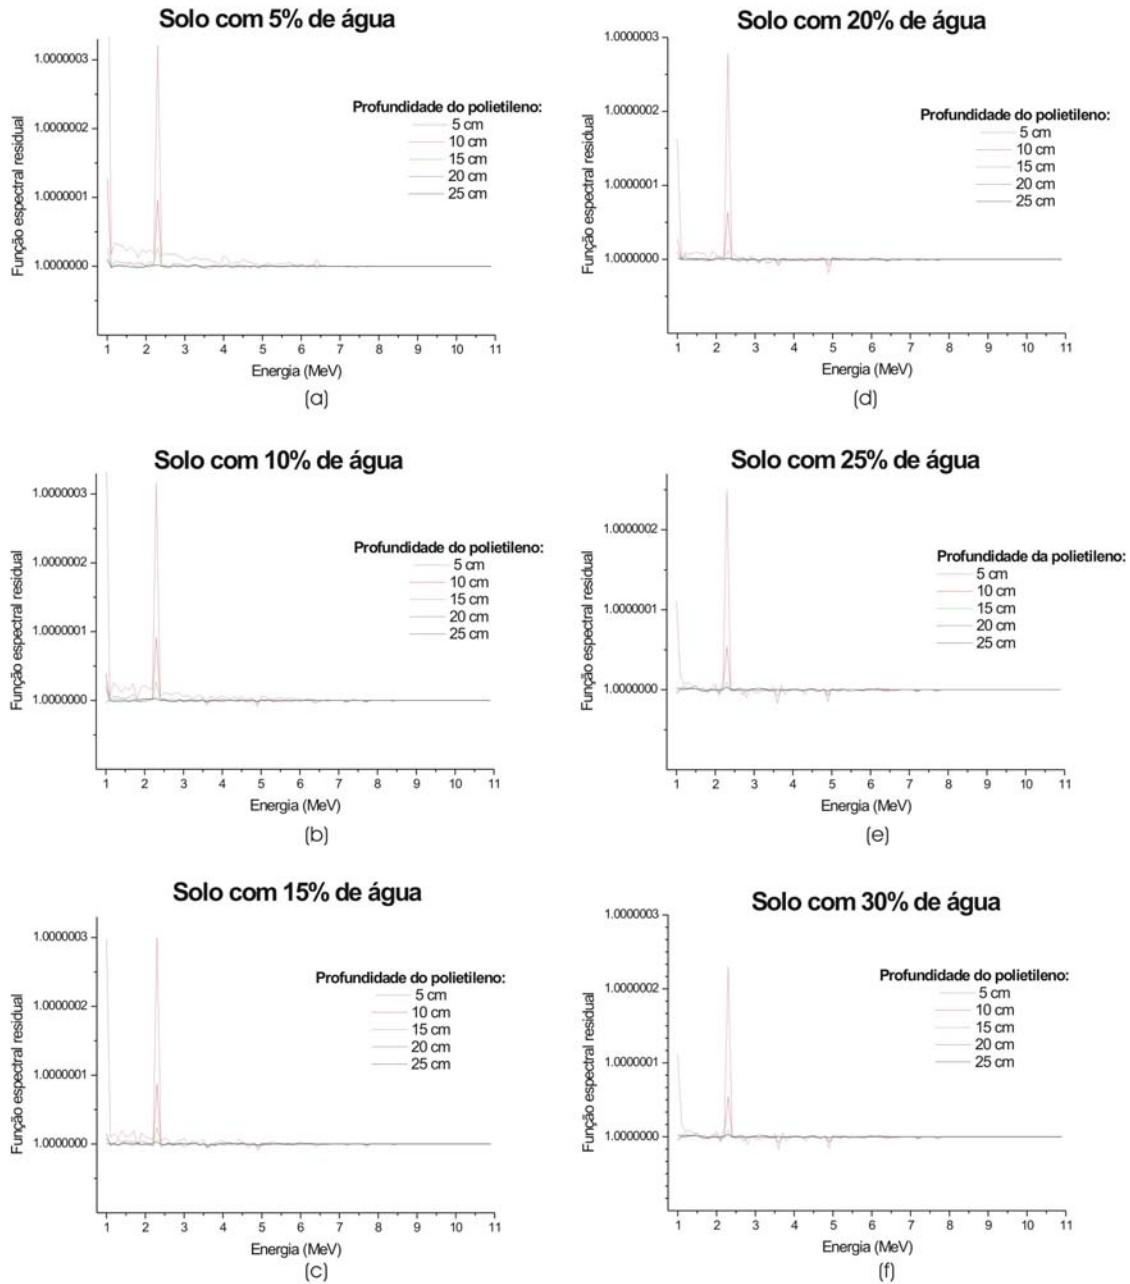 Solo com 5% de água
1.0000003
1.0000002
1.0000001
1.0000000
Função espectral residual
Profundidade do polietileno:
5 cm
10 cm
15 cm
20 cm
25 cm
1 2 3 4 5 6 7 8 9 10 11
Energia (MeV)
(a)
Solo com 20% de água
1.0000003
1.0000002
1.0000001
1.0000000
Função espectral residual
Profundidade do polietileno:
5 cm
10 cm
15 cm
20 cm
25 cm
1 2 3 4 5 6 7 8 9 10 11
Energia (MeV)
(d)
Solo com 10% de água
1.0000003
1.0000002
1.0000001
1.0000000
Função espectral residual
Profundidade do polietileno:
5 cm
10 cm
15 cm
20 cm
25 cm
1 2 3 4 5 6 7 8 9 10 11
Energia (MeV)
(b)
Solo com 25% de água
1.0000002
1.0000001
1.0000000
Função espectral residual
Profundidade da polietileno:
5 cm
10 cm
15 cm
20 cm
25 cm
1 2 3 4 5 6 7 8 9 10 11
Energia (MeV)
(e)
Solo com 15% de água
1.0000003
1.0000002
1.0000001
1.0000000
Função espectral residual
Profundidade do polietileno:
5 cm
10 cm
15 cm
20 cm
25 cm
1 2 3 4 5 6 7 8 9 10 11
Energia (MeV)
(c)
Solo com 30% de água
1.0000003
1.0000002
1.0000001
1.0000000
Função espectral residual
Profundidade do polietileno:
5 cm
10 cm
15 cm
20 cm
25 cm
1 2 3 4 5 6 7 8 9 10 11
Energia (MeV)
(f)